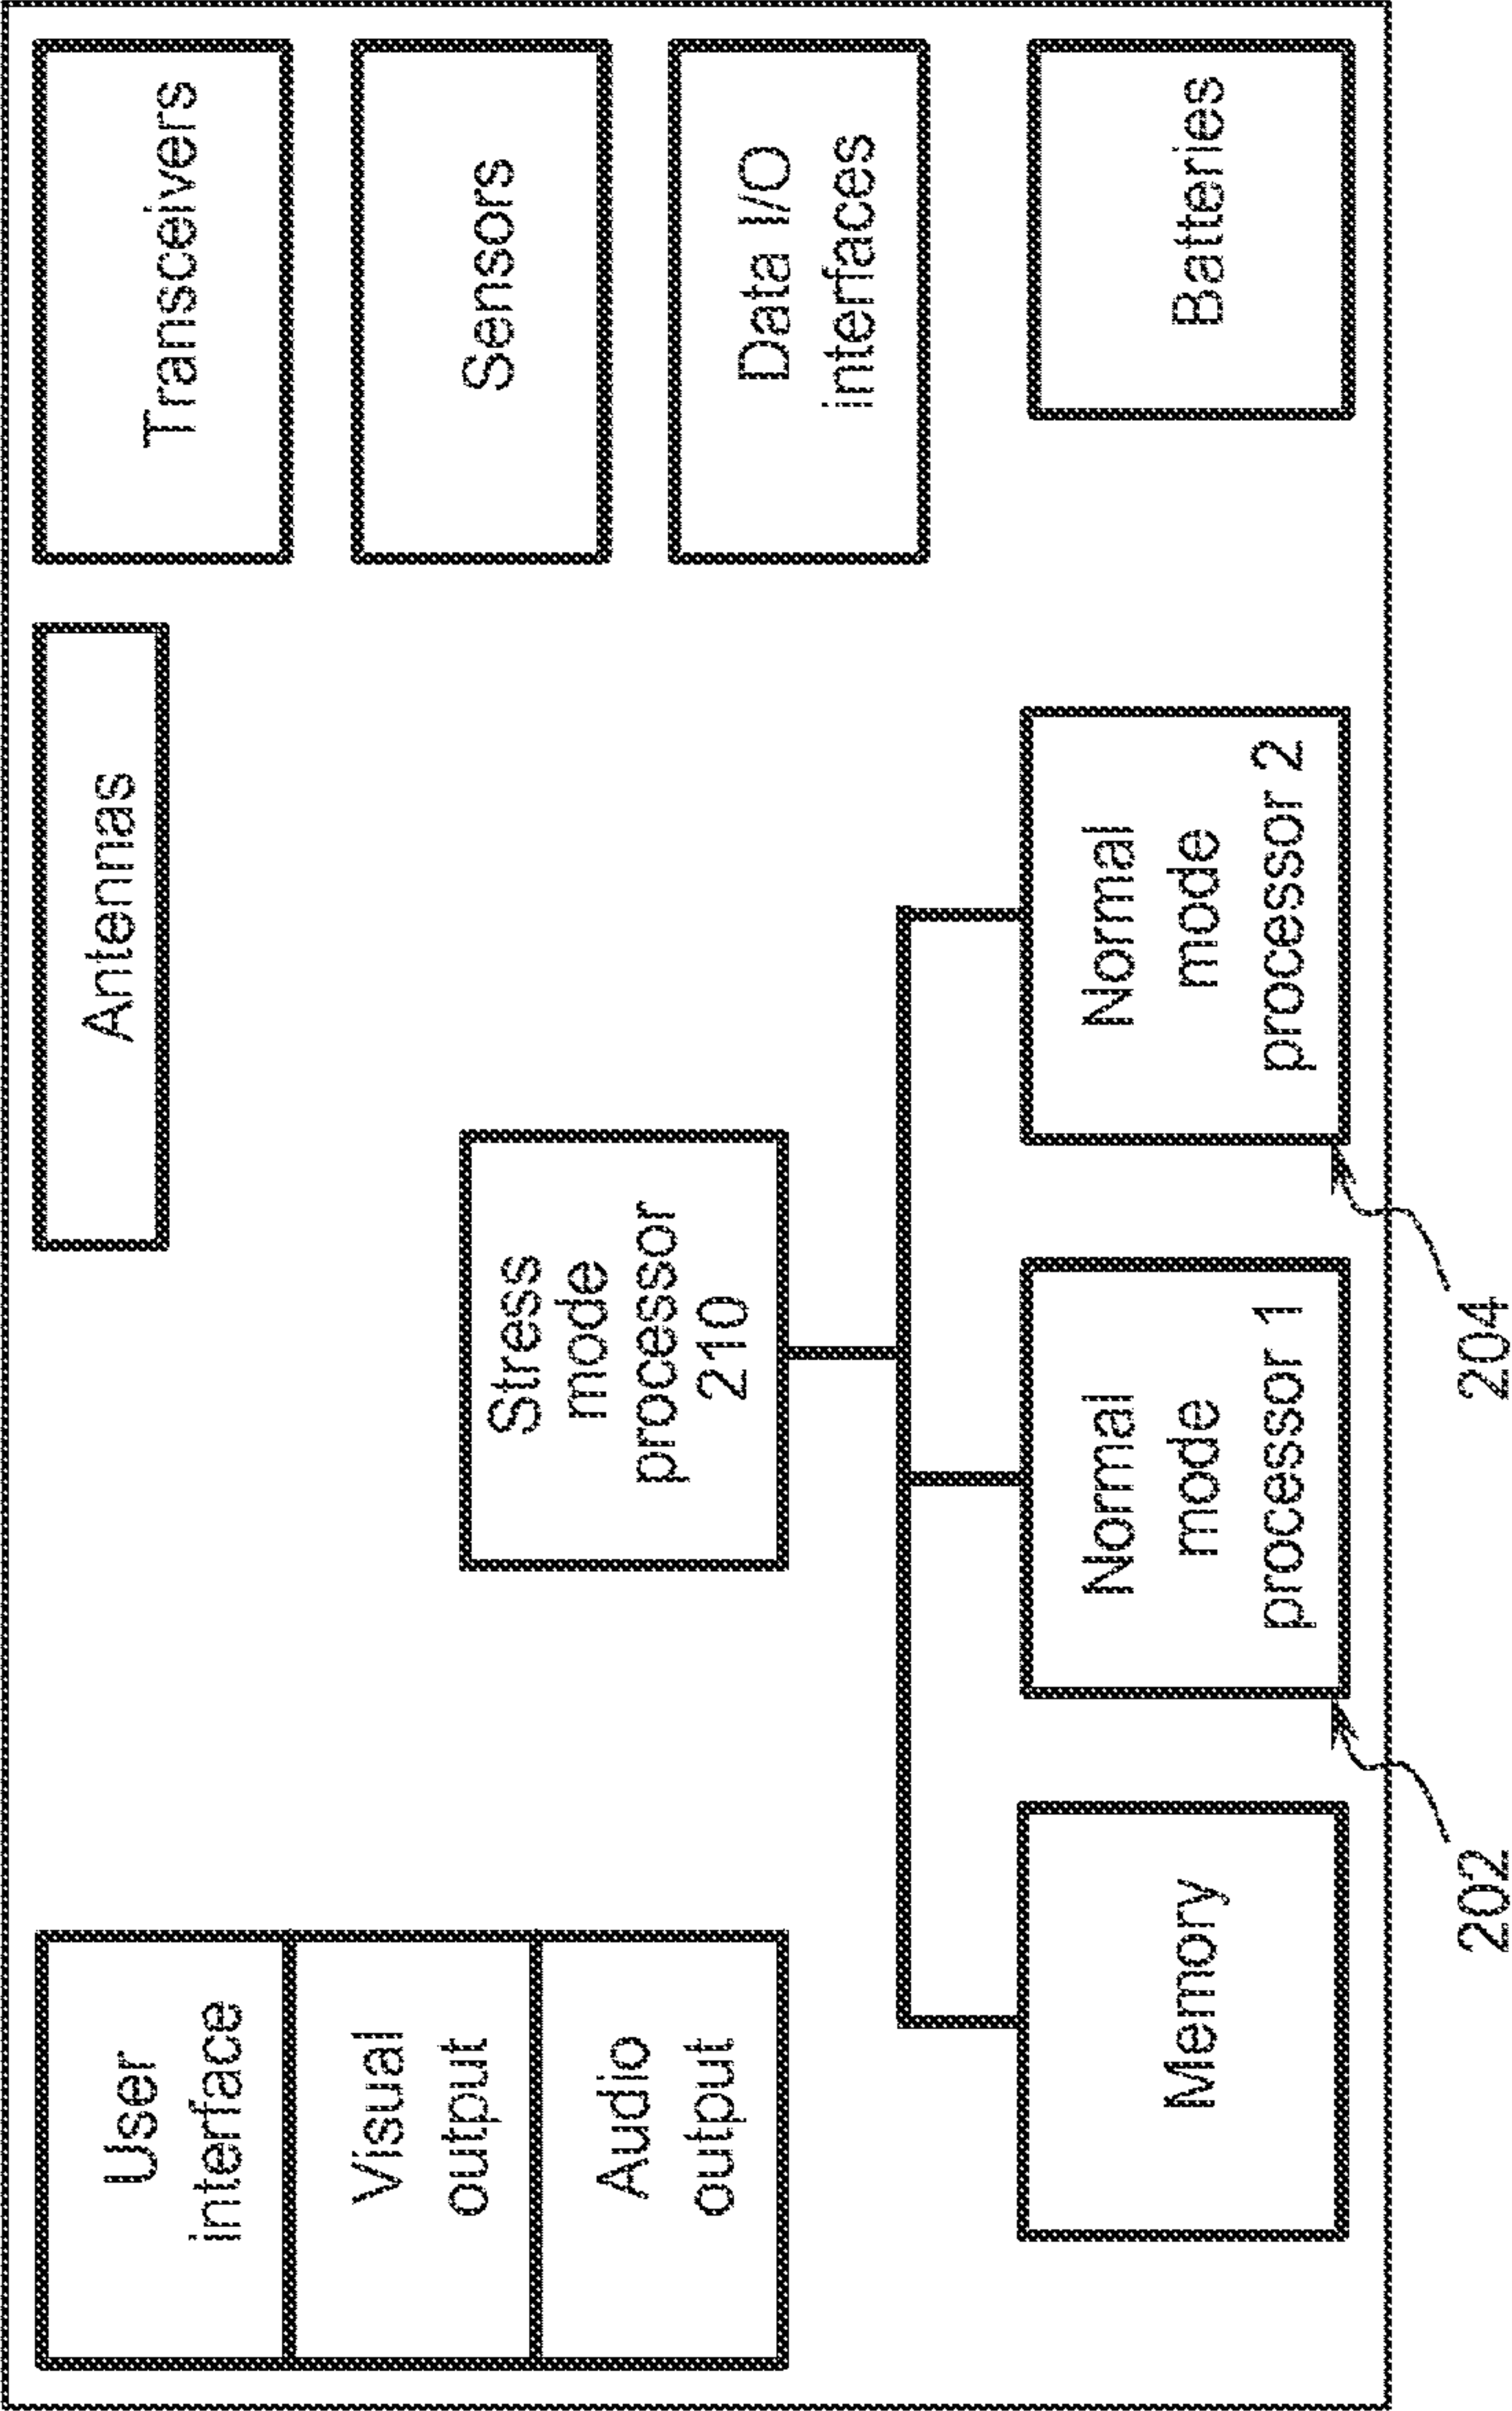 User
interface
Visual
output
Audio
output
Antennas
Transceivers
Sensors
Data I/O
interfaces
Stress
mode
processor
210
Memory
Normal
mode
processor 1
Normal
mode
processor 2
Batteries
202
204